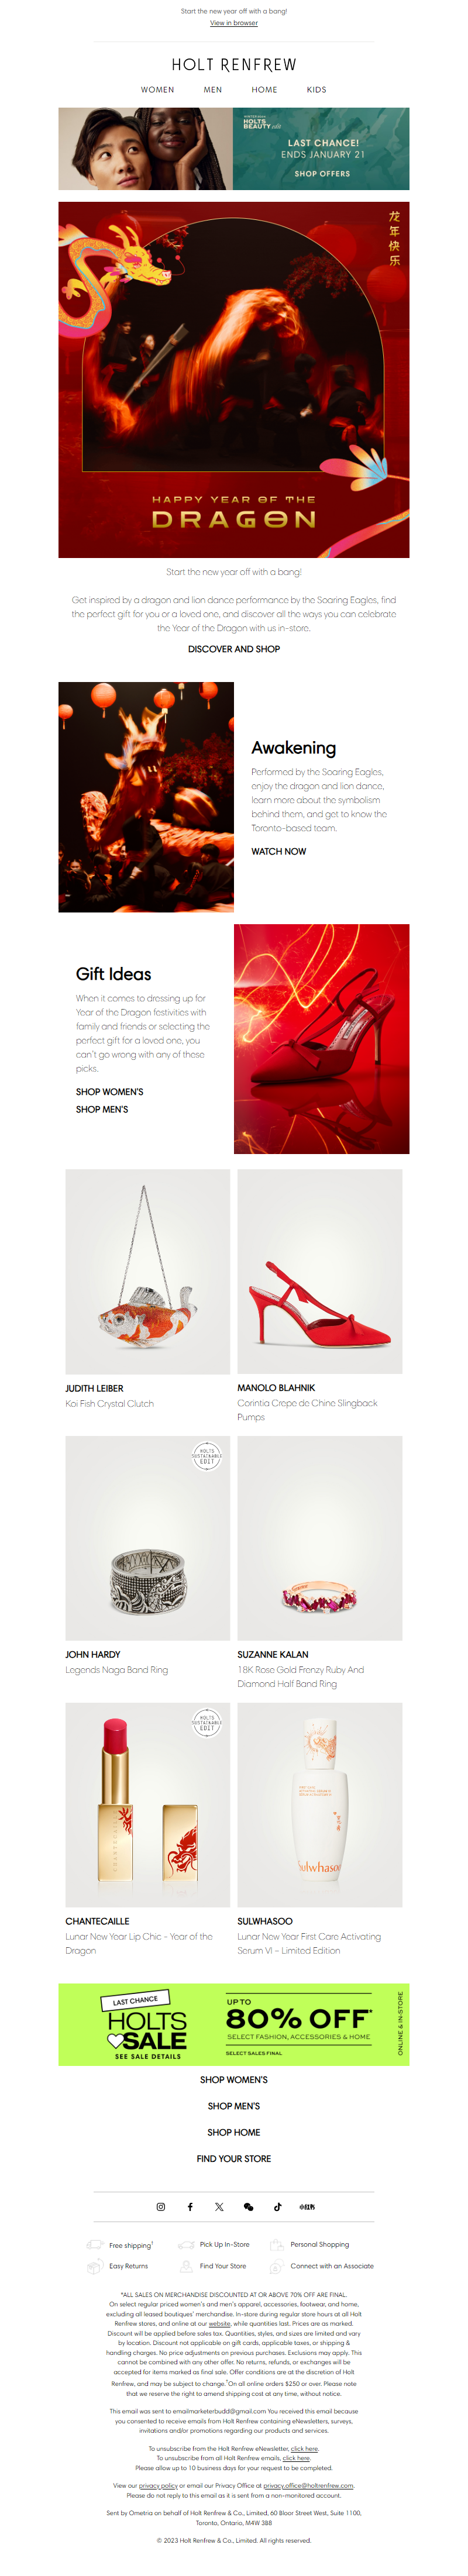 Start the new year off with a bang!
View in browser
HOLT RENFREW
WOMEN MEN HOME KIDS
HOLTS
BEAUTY edit
LAST CHANCE!
ENDS JANUARY 21
SHOP OFFERS
龙年快乐
HAPPY YEAR OF THE
DRAGON
Start the new year off with a bang!
Get inspired by a dragon and lion dance performance by the Soaring Eagles, find
the perfect gift for you or a loved one, and discover all the ways you can celebrate
the Year of the Dragon with us in-store.
DISCOVER AND SHOP
Awakening
Performed by the Soaring Eagles,
enjoy the dragon and lion dance,
learn more about the symbolism
behind them, and get to know the
Toronto-based team.
WATCH NOW
Gift Ideas
When it comes to dressing up for
Year of the Dragon festivities with
family and friends or selecting the
perfect gift for a loved one, you
can't go wrong with any of these
picks.
SHOP WOMEN'S
SHOP MEN'S
JUDITH LEIBER
Koi Fish Crystal Clutch
MANOLO BLAHNIK
Corintia Crepe de Chine Slingback
Pumps
HOLTS
SUSTAINABLE
EDIT
JOHN HARDY
Legends Naga Band Ring
SUZANNE KALAN
18K Rose Gold Frenzy Ruby And
Diamond Half Band Ring
HOLTS
SUSTAINABLE
EDIT
CHANTECAILLE
CHANTECAILLE
Lunar New Year Lip Chic - Year of the
Dragon
Sulwhasoo
SULWHASOO
Lunar New Year First Care Activating
Serum VI – Limited Edition
LAST CHANCE
HOLTS
SALE
SEE SALE DETAILS
UP TO
80% OFF*
SELECT FASHION, ACCESSORIES & HOME
SELECT SALES FINAL
ONLINE & IN-STORE
SHOP WOMEN'S
SHOP MEN'S
SHOP HOME
FIND YOUR STORE
Free shipping† Pick Up In-Store Personal Shopping
Easy Returns Find Your Store Connect with an Associate
*ALL SALES ON MERCHANDISE DISCOUNTED AT OR ABOVE 70% OFF ARE FINAL.
On select regular priced women's and men's apparel, accessories, footwear, and home,
excluding all leased boutiques' merchandise. In-store during regular store hours at all Holt
Renfrew stores, and online at our website, while quantities last. Prices are as marked.
Discount will be applied before sales tax. Quantities, styles, and sizes are limited and vary
by location. Discount not applicable on gift cards, applicable taxes, or shipping &
handling charges. No price adjustments on previous purchases. Exclusions may apply. This
cannot be combined with any other offer. No returns, refunds, or exchanges will be
accepted for items marked as final sale. Offer conditions are at the discretion of Holt
Renfrew, and may be subject to change. †On all online orders $250 or over. Please note
that we reserve the right to amend shipping cost at any time, without notice.
This email was sent to emailmarketerbudd@gmail.com You received this email because
you consented to receive emails from Holt Renfrew containing eNewsletters, surveys,
invitations and/or promotions regarding our products and services.
To unsubscribe from the Holt Renfrew eNewsletter, click here.
To unsubscribe from all Holt Renfrew emails, click here.
Please allow up to 10 business days for your request to be completed.
View our privacy policy or email our Privacy Office at privacy.office@holtrenfrew.com.
Please do not reply to this email as it is sent from a non-monitored account.
Sent by Ometria on behalf of Holt Renfrew & Co., Limited, 60 Bloor Street West, Suite 1100,
Toronto, Ontario, M4W 3B8
© 2023 Holt Renfrew & Co., Limited. All rights reserved.